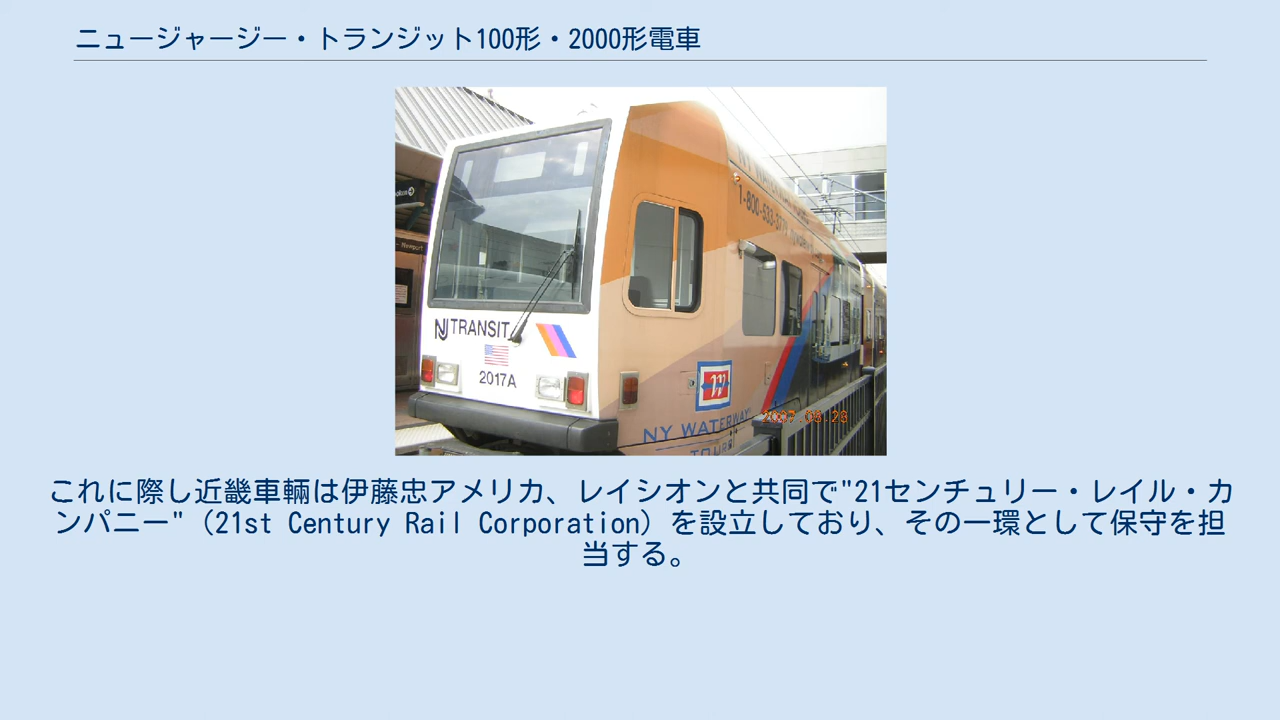 ニュージャージー・トランジット100形・2000形電車
NJ TRANSIT
2017A
1-800-533-37
NY WATERWAY
TOURS
2007.08.28
これに際し近畿車輛は伊藤忠アメリカ、レイシオンと共同で"21センチュリー・レイル・カ
ンパニー"（21st Century Rail Corporation）を設立しており、その一環として保守を担
当する。